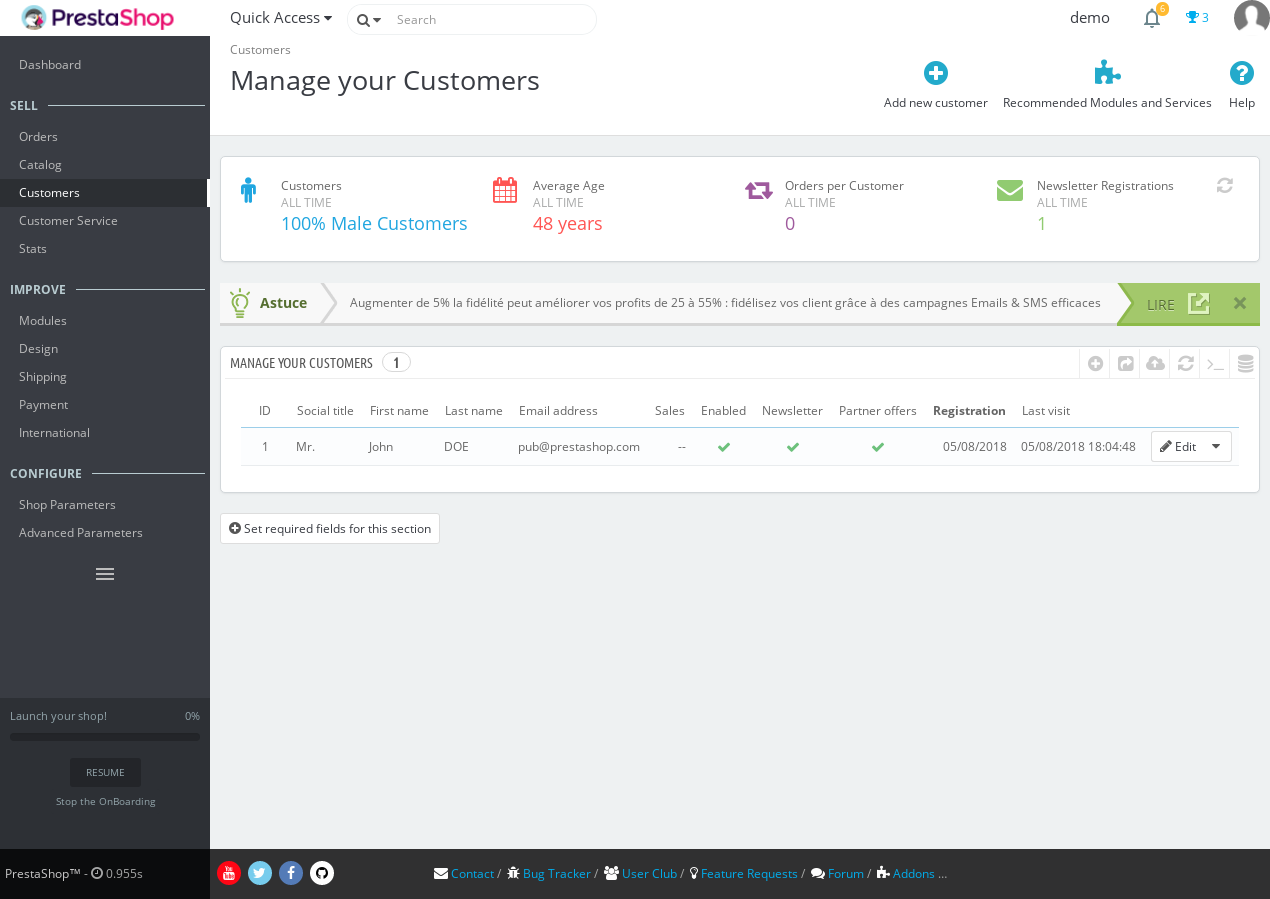 PrestaShop
Quick Access
Search
demo
6
3
Dashboard
SELL
Orders
Catalog
Customers
Customer Service
Stats
IMPROVE
Modules
Design
Shipping
Payment
International
CONFIGURE
Shop Parameters
Advanced Parameters
Launch your shop! 0%
RESUME
Stop the OnBoarding
PrestaShop™ - 0.955s
Customers
Manage your Customers
Add new customer
Recommended Modules and Services
Help
Customers
ALL TIME
100% Male Customers
Average Age
ALL TIME
48 years
Orders per Customer
ALL TIME
0
Newsletter Registrations
ALL TIME
1
Astuce Augmenter de 5% la fidélité peut améliorer vos profits de 25 à 55% : fidélisez vos client grâce à des campagnes Emails & SMS efficaces LIRE
MANAGE YOUR CUSTOMERS 1
ID Social title First name Last name Email address Sales Enabled Newsletter Partner offers Registration Last visit
1 Mr. John DOE pub@prestashop.com -- 05/08/2018 05/08/2018 18:04:48 Edit
Set required fields for this section
Contact / Bug Tracker / User Club / Feature Requests / Forum / Addons ...